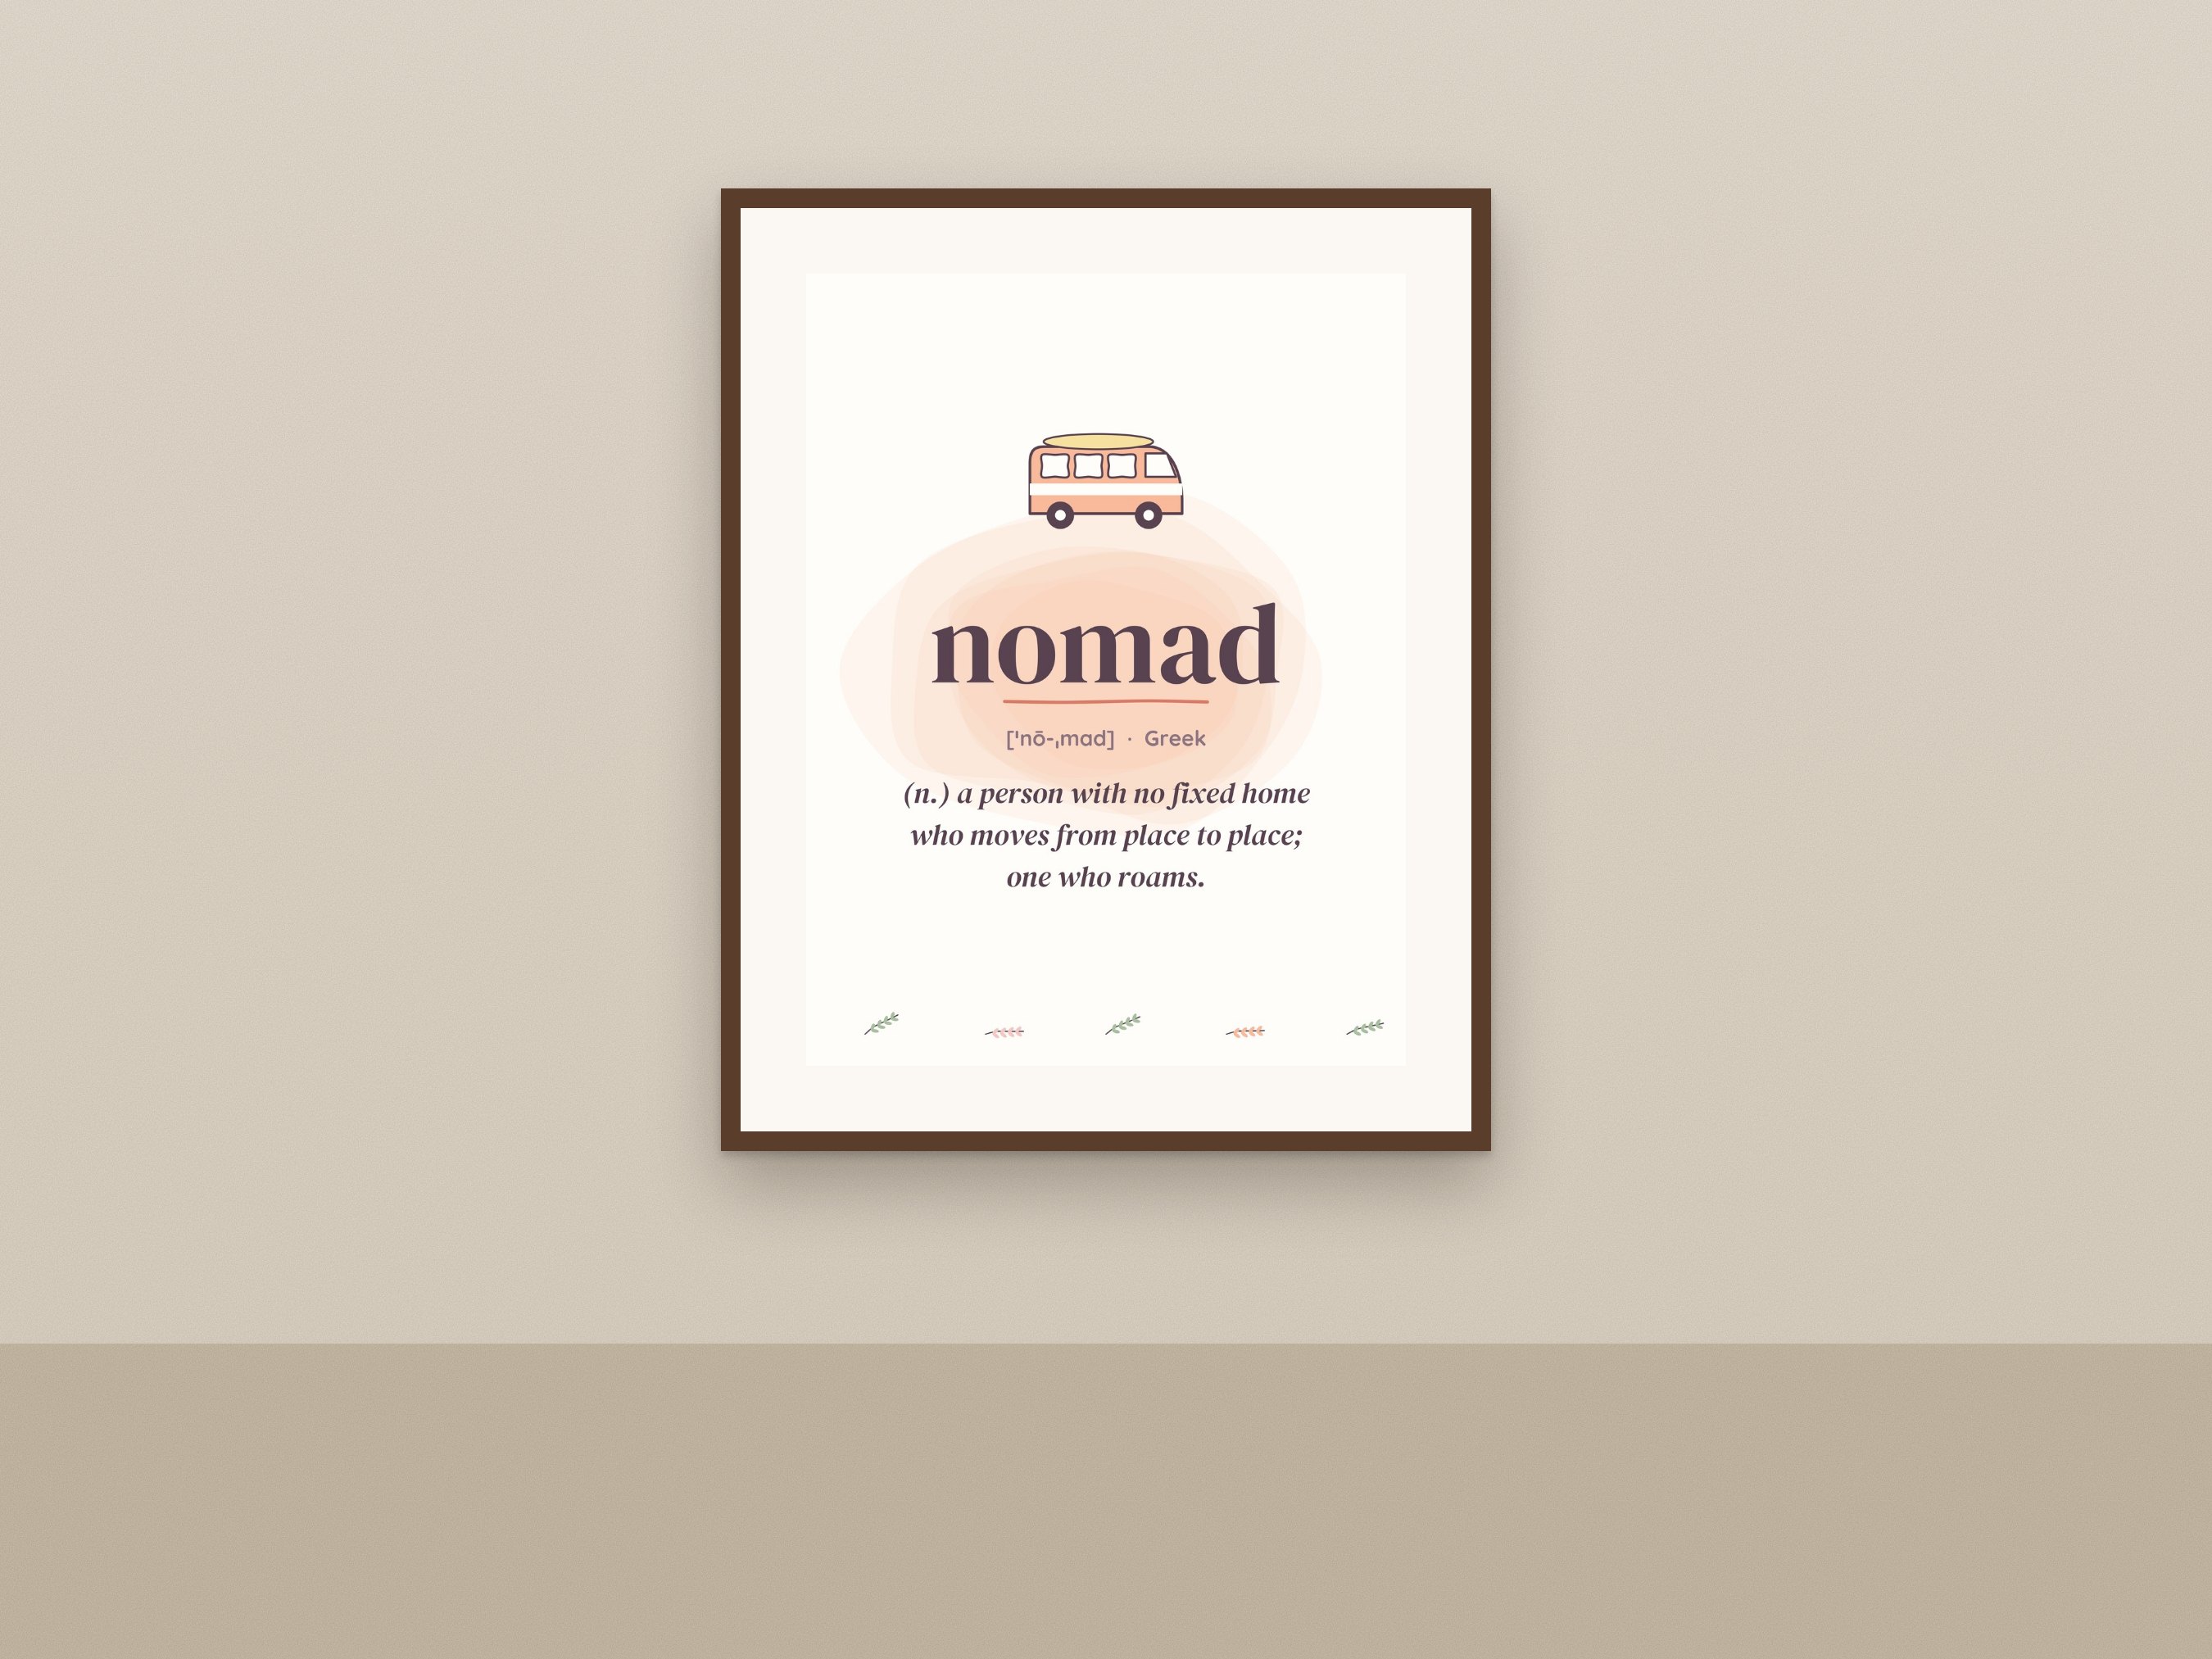 nomad
[ˈnō-ˌmad] · Greek
(n.) a person with no fixed home
who moves from place to place;
one who roams.